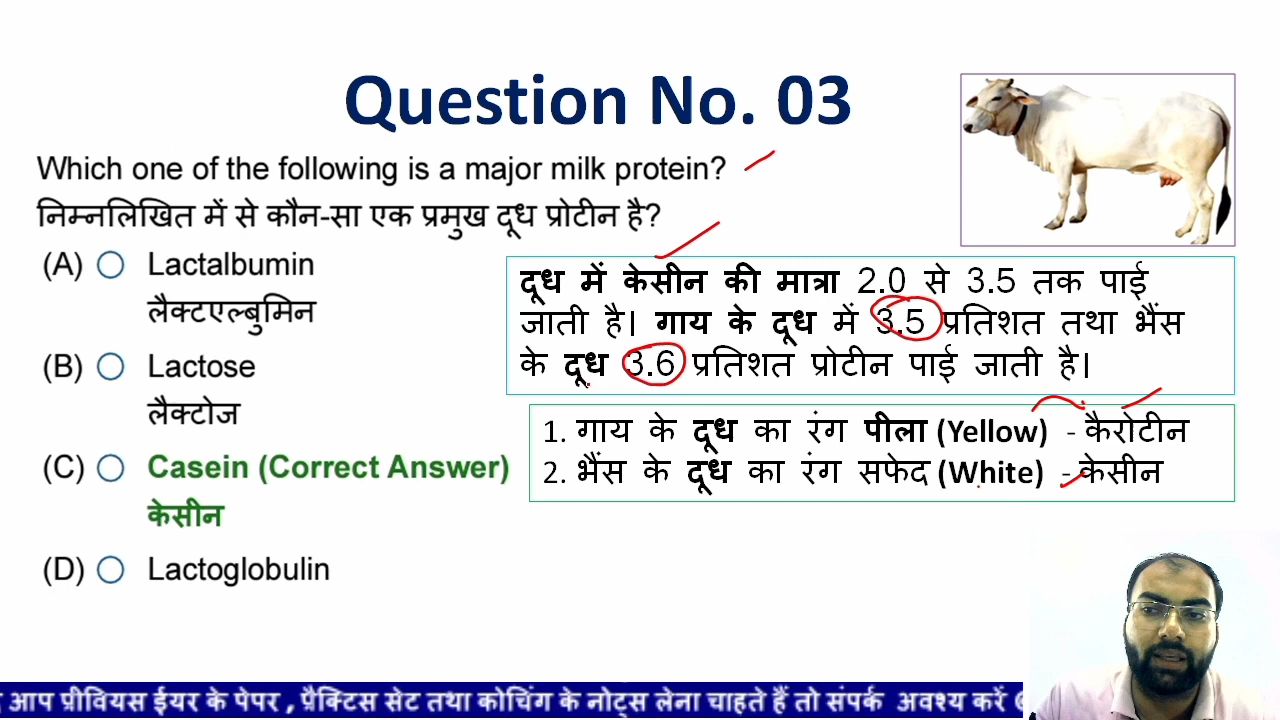 Question No. 03
Which one of the following is a major milk protein?
निम्नलिखित में से कौन-सा एक प्रमुख दूध प्रोटीन है?
(A) Lactalbumin
लैक्टएल्बुमिन
(B) Lactose
लैक्टोज
(C) Casein (Correct Answer)
केसीन
(D) Lactoglobulin
दूध में केसीन की मात्रा 2.0 से 3.5 तक पाई
जाती है। गाय के दूध में 3.5 प्रतिशत तथा भैंस
के दूध 3.6 प्रतिशत प्रोटीन पाई जाती है।
1. गाय के दूध का रंग पीला (Yellow) - कैरोटीन
2. भैंस के दूध का रंग सफेद (White) - केसीन
आप प्रीवियस ईयर के पेपर , प्रैक्टिस सेट तथा कोचिंग के नोट्स लेना चाहते हैं तो संपर्क अवश्य करें